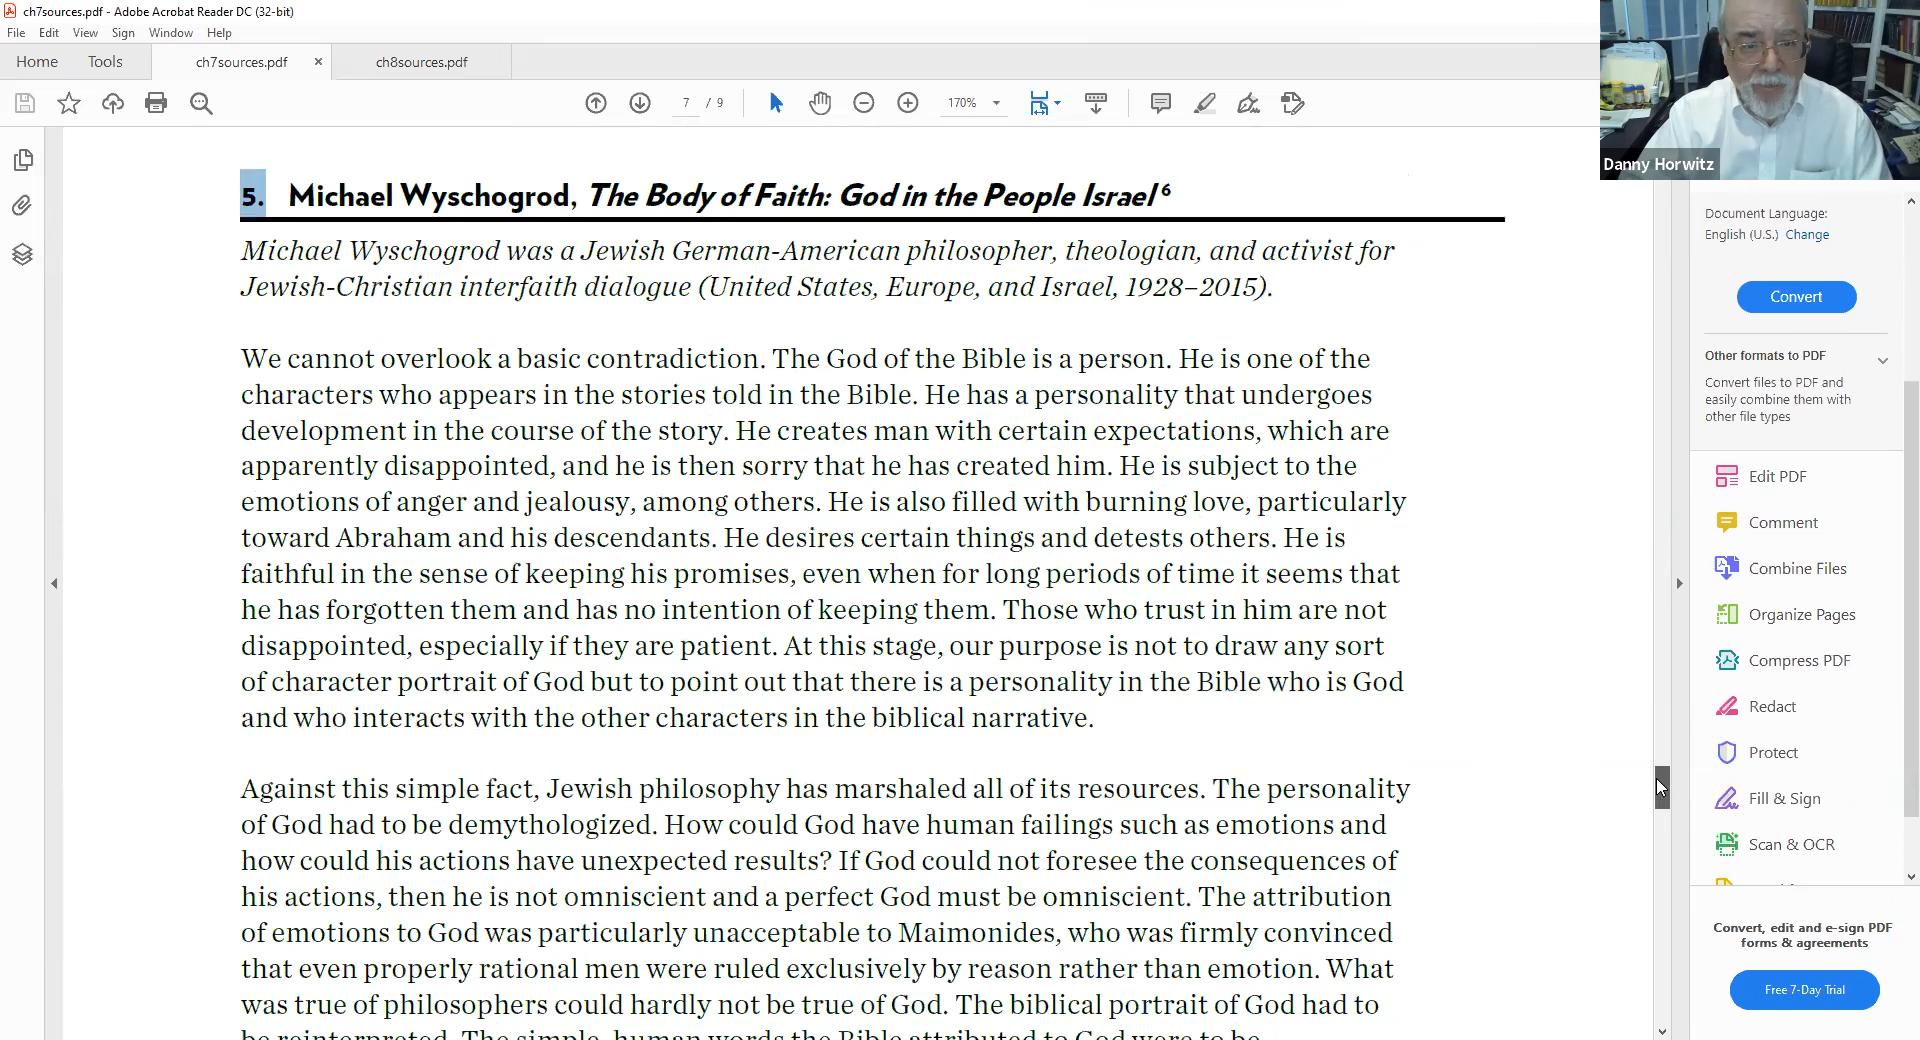 ch7sources.pdf - Adobe Acrobat Reader DC (32-bit)
File Edit View Sign Window Help
Home Tools ch7sources.pdf × ch8sources.pdf
7 / 9 170%
Danny Horwitz
5. Michael Wyschogrod, The Body of Faith: God in the People Israel 6
Michael Wyschogrod was a Jewish German-American philosopher, theologian, and activist for
Jewish-Christian interfaith dialogue (United States, Europe, and Israel, 1928–2015).
We cannot overlook a basic contradiction. The God of the Bible is a person. He is one of the
characters who appears in the stories told in the Bible. He has a personality that undergoes
development in the course of the story. He creates man with certain expectations, which are
apparently disappointed, and he is then sorry that he has created him. He is subject to the
emotions of anger and jealousy, among others. He is also filled with burning love, particularly
toward Abraham and his descendants. He desires certain things and detests others. He is
faithful in the sense of keeping his promises, even when for long periods of time it seems that
he has forgotten them and has no intention of keeping them. Those who trust in him are not
disappointed, especially if they are patient. At this stage, our purpose is not to draw any sort
of character portrait of God but to point out that there is a personality in the Bible who is God
and who interacts with the other characters in the biblical narrative.
Against this simple fact, Jewish philosophy has marshaled all of its resources. The personality
of God had to be demythologized. How could God have human failings such as emotions and
how could his actions have unexpected results? If God could not foresee the consequences of
his actions, then he is not omniscient and a perfect God must be omniscient. The attribution
of emotions to God was particularly unacceptable to Maimonides, who was firmly convinced
that even properly rational men were ruled exclusively by reason rather than emotion. What
was true of philosophers could hardly not be true of God. The biblical portrait of God had to
be reinterpreted. The simple, human words the Bible attributed to God were to be
Document Language:
English (U.S.) Change
Convert
Other formats to PDF
Convert files to PDF and
easily combine them with
other file types
Edit PDF
Comment
Combine Files
Organize Pages
Compress PDF
Redact
Protect
Fill & Sign
Scan & OCR
Convert, edit and e-sign PDF
forms & agreements
Free 7-Day Trial